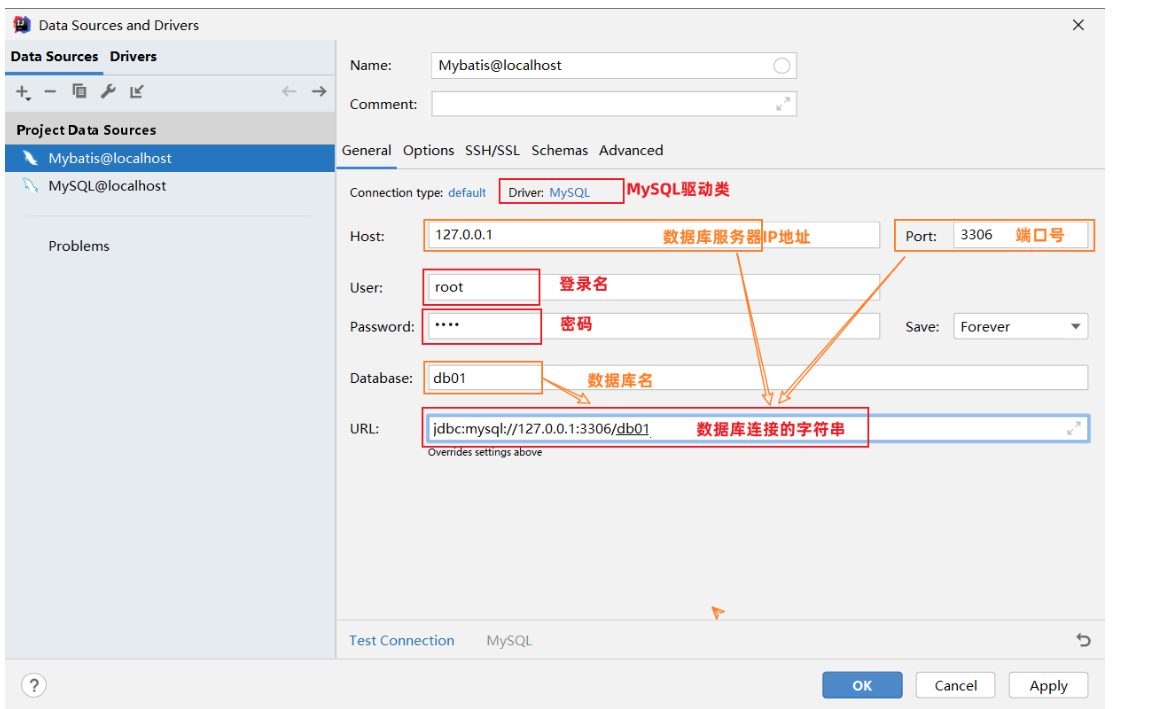 Data Sources and Drivers
Data Sources Drivers
Project Data Sources
Mybatis@localhost
MySQL@localhost
Problems
Name: Mybatis@localhost
Comment:
General Options SSH/SSL Schemas Advanced
Connection type: default Driver: MySQL MySQL驱动类
Host: 127.0.0.1 数据库服务器IP地址 Port: 3306 端口号
User: root 登录名
Password: •••• 密码 Save: Forever
Database: db01 数据库名
URL: jdbc:mysql://127.0.0.1:3306/db01 数据库连接的字符串
Overrides settings above
Test Connection MySQL
? OK Cancel Apply